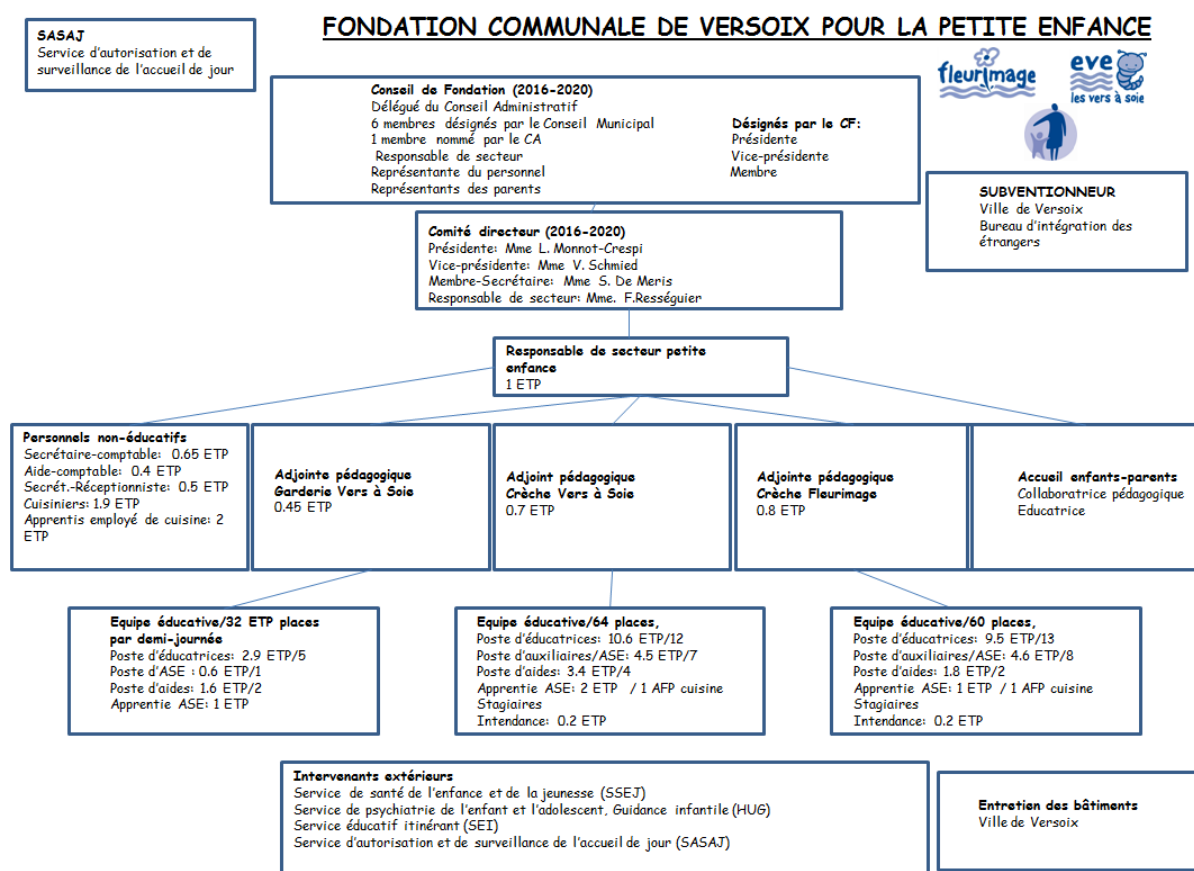 FONDATION COMMUNALE DE VERSOIX POUR LA PETITE ENFANCE
SASAJ
Service d'autorisation et de
surveillance de l'accueil de jour
fleurimage
eve
les vers à soie
Conseil de Fondation (2016-2020)
Délégué du Conseil Administratif
6 membres désignés par le Conseil Municipal
1 membre nommé par le CA
Responsable de secteur
Représentante du personnel
Représentants des parents
Désignés par le CF:
Présidente
Vice-présidente
Membre
SUBVENTIONNEUR
Ville de Versoix
Bureau d'intégration des
étrangers
Comité directeur (2016-2020)
Présidente: Mme L. Monnot-Crespi
Vice-présidente: Mme V. Schmied
Membre-Secrétaire: Mme S. De Meris
Responsable de secteur: Mme. F.Rességuier
Responsable de secteur petite
enfance
1 ETP
Personnels non-éducatifs
Secrétaire-comptable: 0.65 ETP
Aide-comptable: 0.4 ETP
Secrét.-Réceptionniste: 0.5 ETP
Cuisiniers: 1.9 ETP
Apprentis employé de cuisine: 2
ETP
Adjointe pédagogique
Garderie Vers à Soie
0.45 ETP
Adjoint pédagogique
Crèche Vers à Soie
0.7 ETP
Adjointe pédagogique
Crèche Fleurimage
0.8 ETP
Accueil enfants-parents
Collaboratrice pédagogique
Educatrice
Equipe éducative/32 ETP places
par demi-journée
Poste d'éducatrices: 2.9 ETP/5
Poste d'ASE : 0.6 ETP/1
Poste d'aides: 1.6 ETP/2
Apprentie ASE: 1 ETP
Equipe éducative/64 places,
Poste d'éducatrices: 10.6 ETP/12
Poste d'auxiliaires/ASE: 4.5 ETP/7
Poste d'aides: 3.4 ETP/4
Apprentie ASE: 2 ETP / 1 AFP cuisine
Stagiaires
Intendance: 0.2 ETP
Equipe éducative/60 places,
Poste d'éducatrices: 9.5 ETP/13
Poste d'auxiliaires/ASE: 4.6 ETP/8
Poste d'aides: 1.8 ETP/2
Apprentie ASE: 1 ETP / 1 AFP cuisine
Stagiaires
Intendance: 0.2 ETP
Intervenants extérieurs
Service de santé de l'enfance et de la jeunesse (SSEJ)
Service de psychiatrie de l'enfant et l'adolescent, Guidance infantile (HUG)
Service éducatif itinérant (SEI)
Service d'autorisation et de surveillance de l'accueil de jour (SASAJ)
Entretien des bâtiments
Ville de Versoix